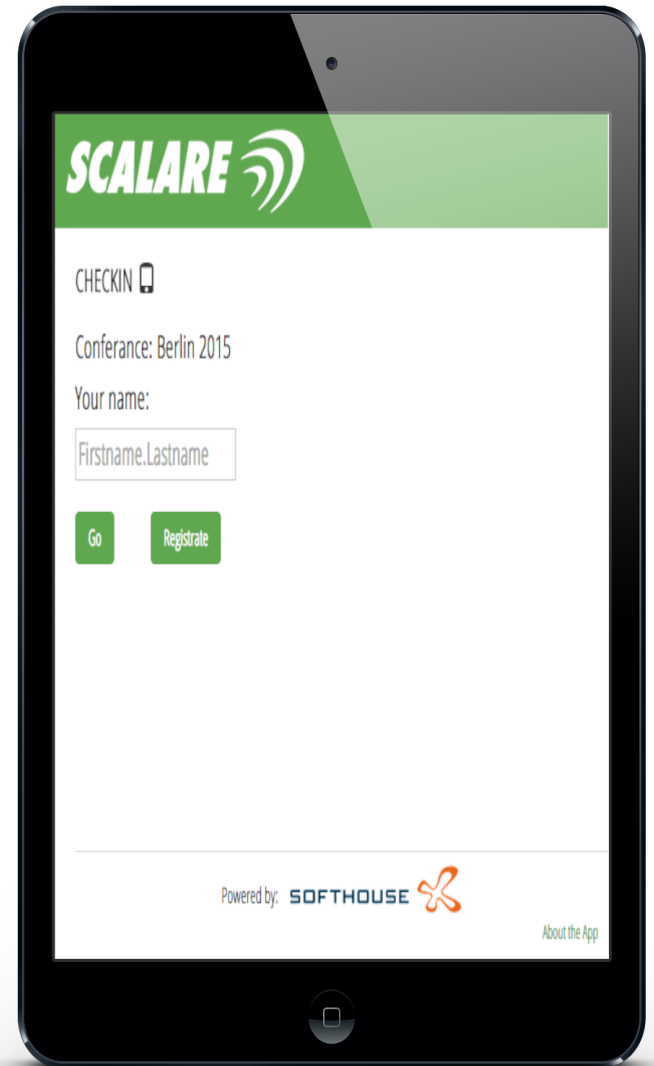 SCALARE
CHECKIN
Conferance: Berlin 2015
Your name:
Firstname.Lastname
Go Registrate
Powered by: SOFTHOUSE
About the App